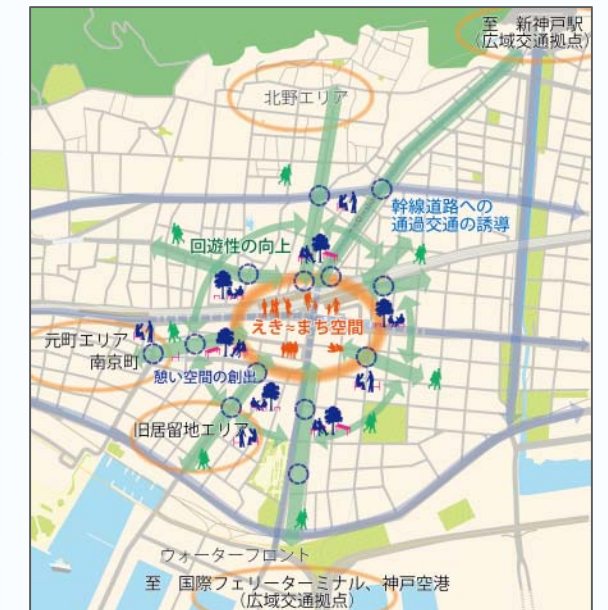 至　新神戸駅
（広域交通拠点）
北野エリア
幹線道路への
通過交通の誘導
回遊性の向上
えき≈まち空間
元町エリア
南京町
憩い空間の創出
旧居留地エリア
ウォーターフロント
至　国際フェリーターミナル、神戸空港
（広域交通拠点）